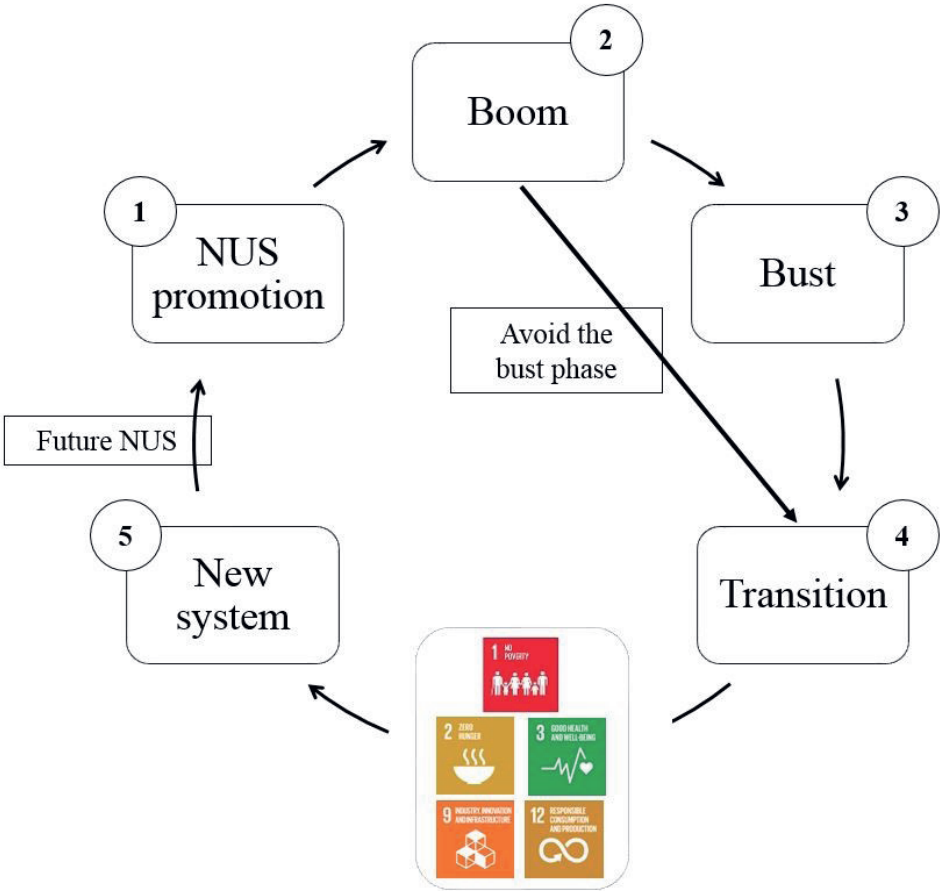 2
Boom
1
NUS
promotion
3
Bust
Avoid the
bust phase
Future NUS
5
New
system
4
Transition
1 NO
POVERTY
2 ZERO
HUNGER
3 GOOD HEALTH
AND WELL-BEING
9 INDUSTRY, INNOVATION
AND INFRASTRUCTURE
12 RESPONSIBLE
CONSUMPTION
AND PRODUCTION